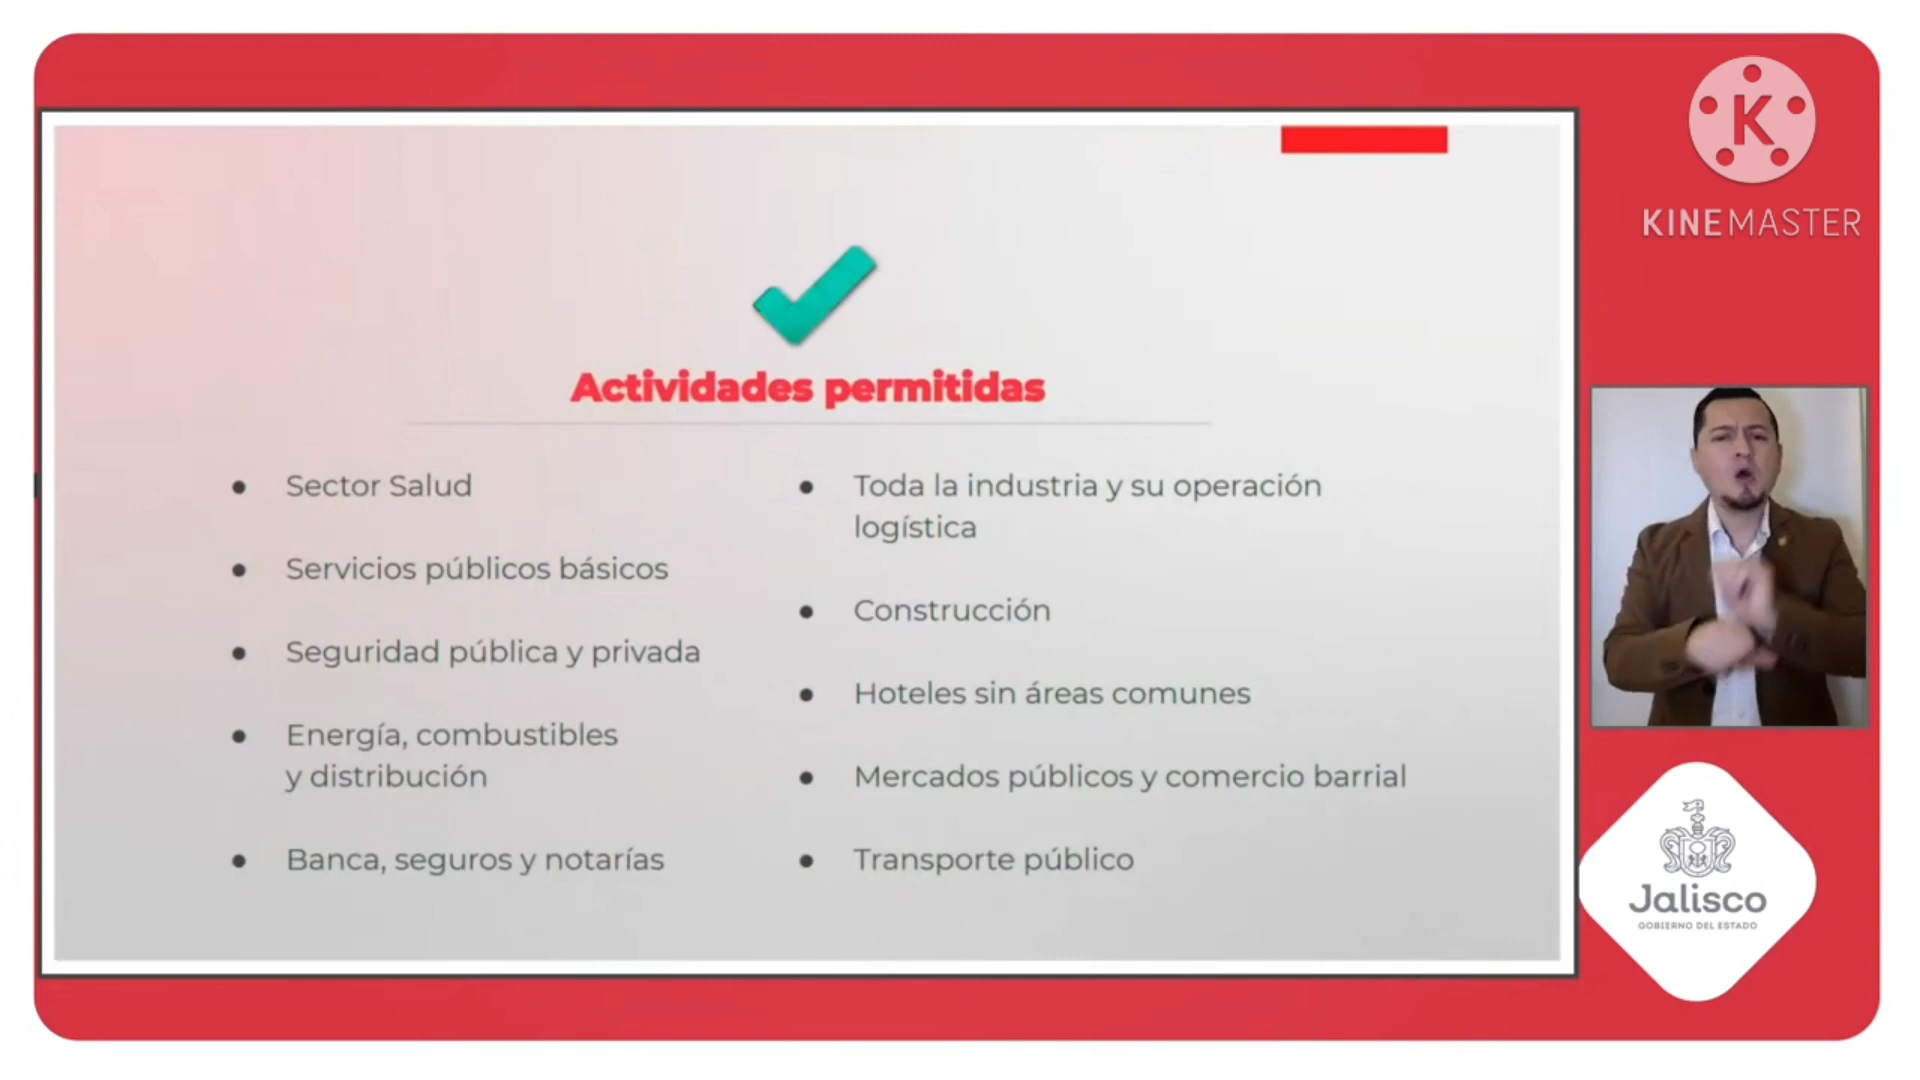 K
KINEMASTER
Actividades permitidas
● Sector Salud
● Servicios públicos básicos
● Seguridad pública y privada
● Energía, combustibles
y distribución
● Banca, seguros y notarías
● Toda la industria y su operación
logística
● Construcción
● Hoteles sin áreas comunes
● Mercados públicos y comercio barrial
● Transporte público
Jalisco
GOBIERNO DEL ESTADO